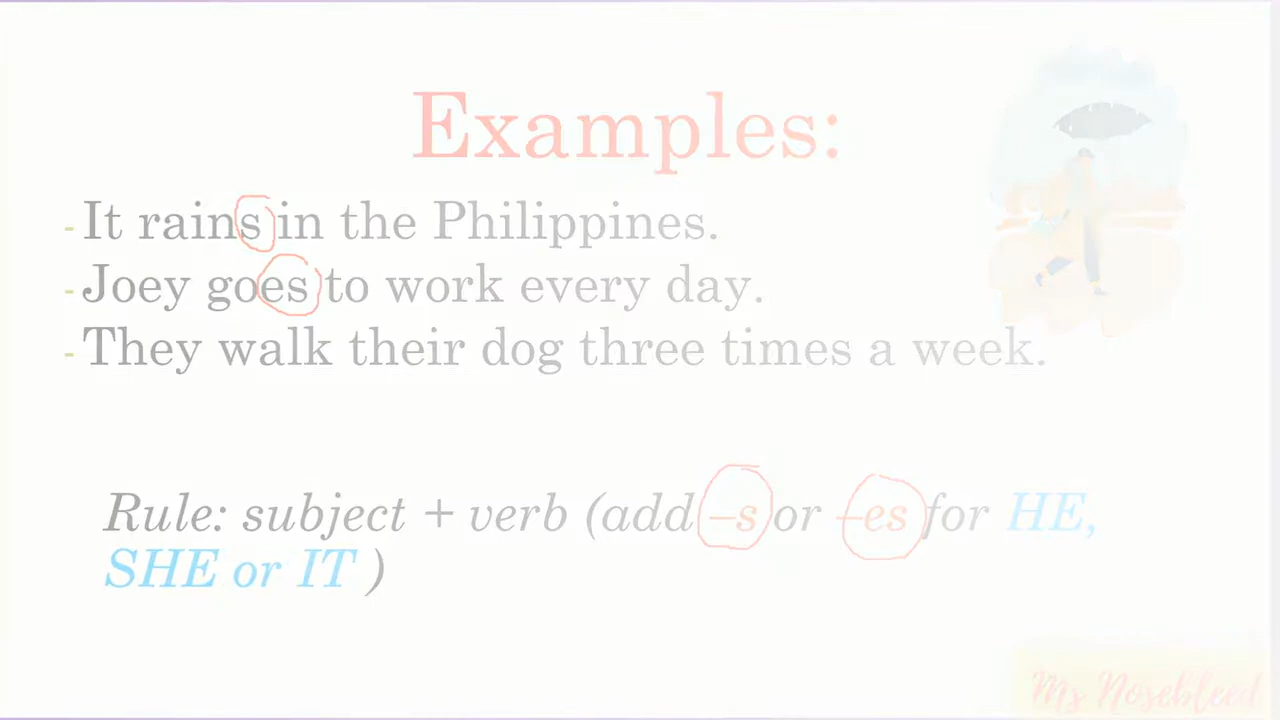 Examples:
- It rains in the Philippines.
- Joey goes to work every day.
- They walk their dog three times a week.
Rule: subject + verb (add –s or –es for HE,
SHE or IT )
Ms Nosebleed